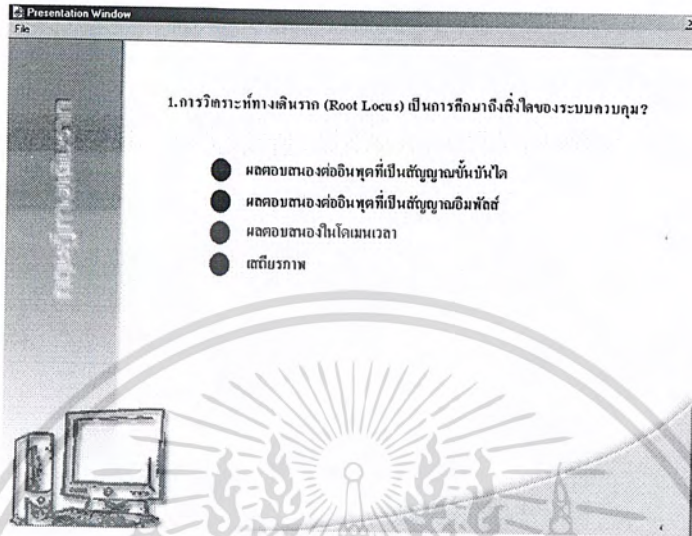 Presentation Window
File
1.การวิเคราะห์ทางเดินราก (Root Locus) เป็นการศึกษาถึงสิ่งใดของระบบควบคุม?
ผลตอบสนองต่ออินพุตที่เป็นสัญญาณขั้นบันได
ผลตอบสนองต่ออินพุตที่เป็นสัญญาณอิมพัลส์
ผลตอบสนองในโดเมนเวลา
เสถียรภาพ